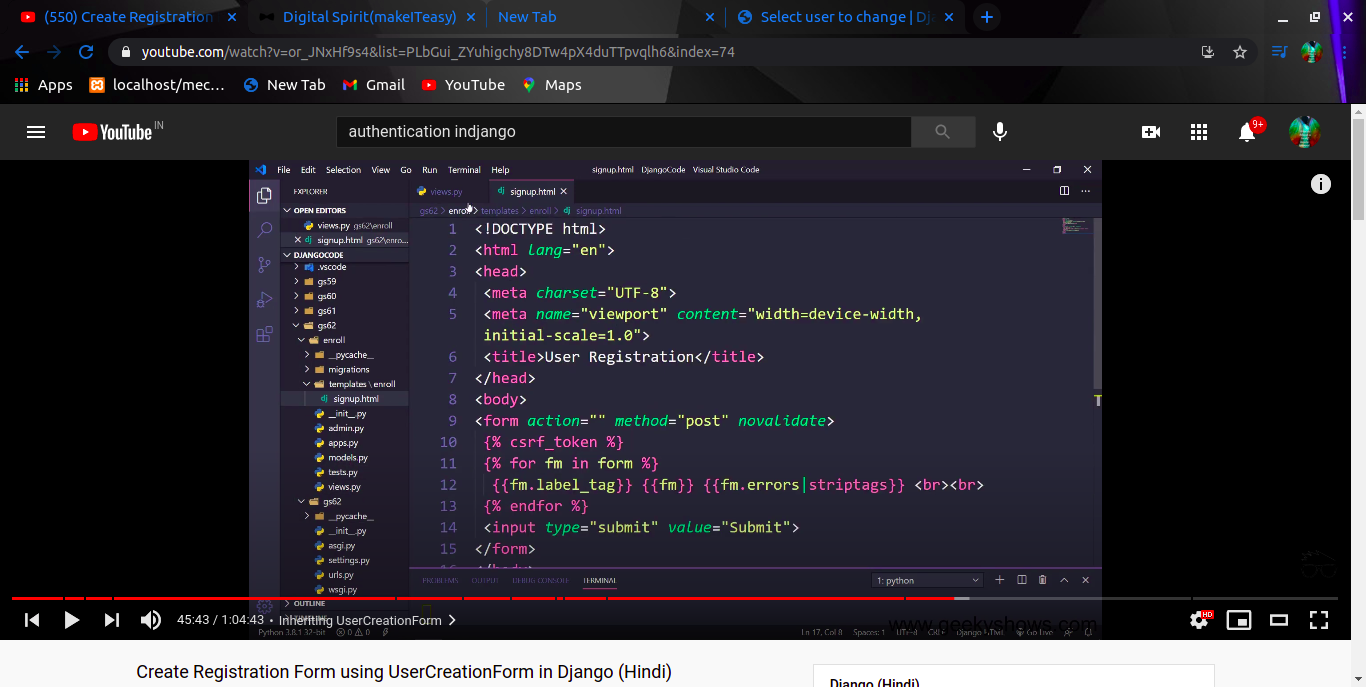 (550) Create Registration
Digital Spirit(makeITeasy)
New Tab
Select user to change | Dj
youtube.com/watch?v=or_JNxHf9s4&list=PLbGui_ZYuhigchy8DTw4pX4duTTpvqlh6&index=74
Apps
localhost/mec...
New Tab
Gmail
YouTube
Maps
YouTube IN
authentication indjango
9+
File Edit Selection View Go Run Terminal Help
signup.html DjangoCode Visual Studio Code
EXPLORER
views.py
signup.html
OPEN EDITORS
views.py gs62\enroll
signup.html gs62\enro...
DJANGOCODE
.vscode
gs59
gs60
gs61
gs62
enroll
__pycache__
migrations
templates \ enroll
signup.html
__init__.py
admin.py
apps.py
models.py
tests.py
views.py
gs62
__pycache__
__init__.py
asgi.py
settings.py
urls.py
wsgi.py
OUTLINE
TIMELINE
gs62 > enroll > templates > enroll > signup.html
1 <!DOCTYPE html>
2 <html lang="en">
3 <head>
4 <meta charset="UTF-8">
5 <meta name="viewport" content="width=device-width,
initial-scale=1.0">
6 <title>User Registration</title>
7 </head>
8 <body>
9 <form action="" method="post" novalidate>
10 {% csrf_token %}
11 {% for fm in form %}
12 {{fm.label_tag}} {{fm}} {{fm.errors|striptags}} <br><br>
13 {% endfor %}
14 <input type="submit" value="Submit">
15 </form>
PROBLEMS OUTPUT DEBUG CONSOLE TERMINAL
1: python
45:43 / 1:04:43 • Inheriting UserCreationForm
HD
www.geekyshows.com
Python 3.8.1 32-bit 0 0
Ln 17, Col 8 Spaces: 1 UTF-8 CRLF Django HTML Go Live
Create Registration Form using UserCreationForm in Django (Hindi)
Django (Hindi)